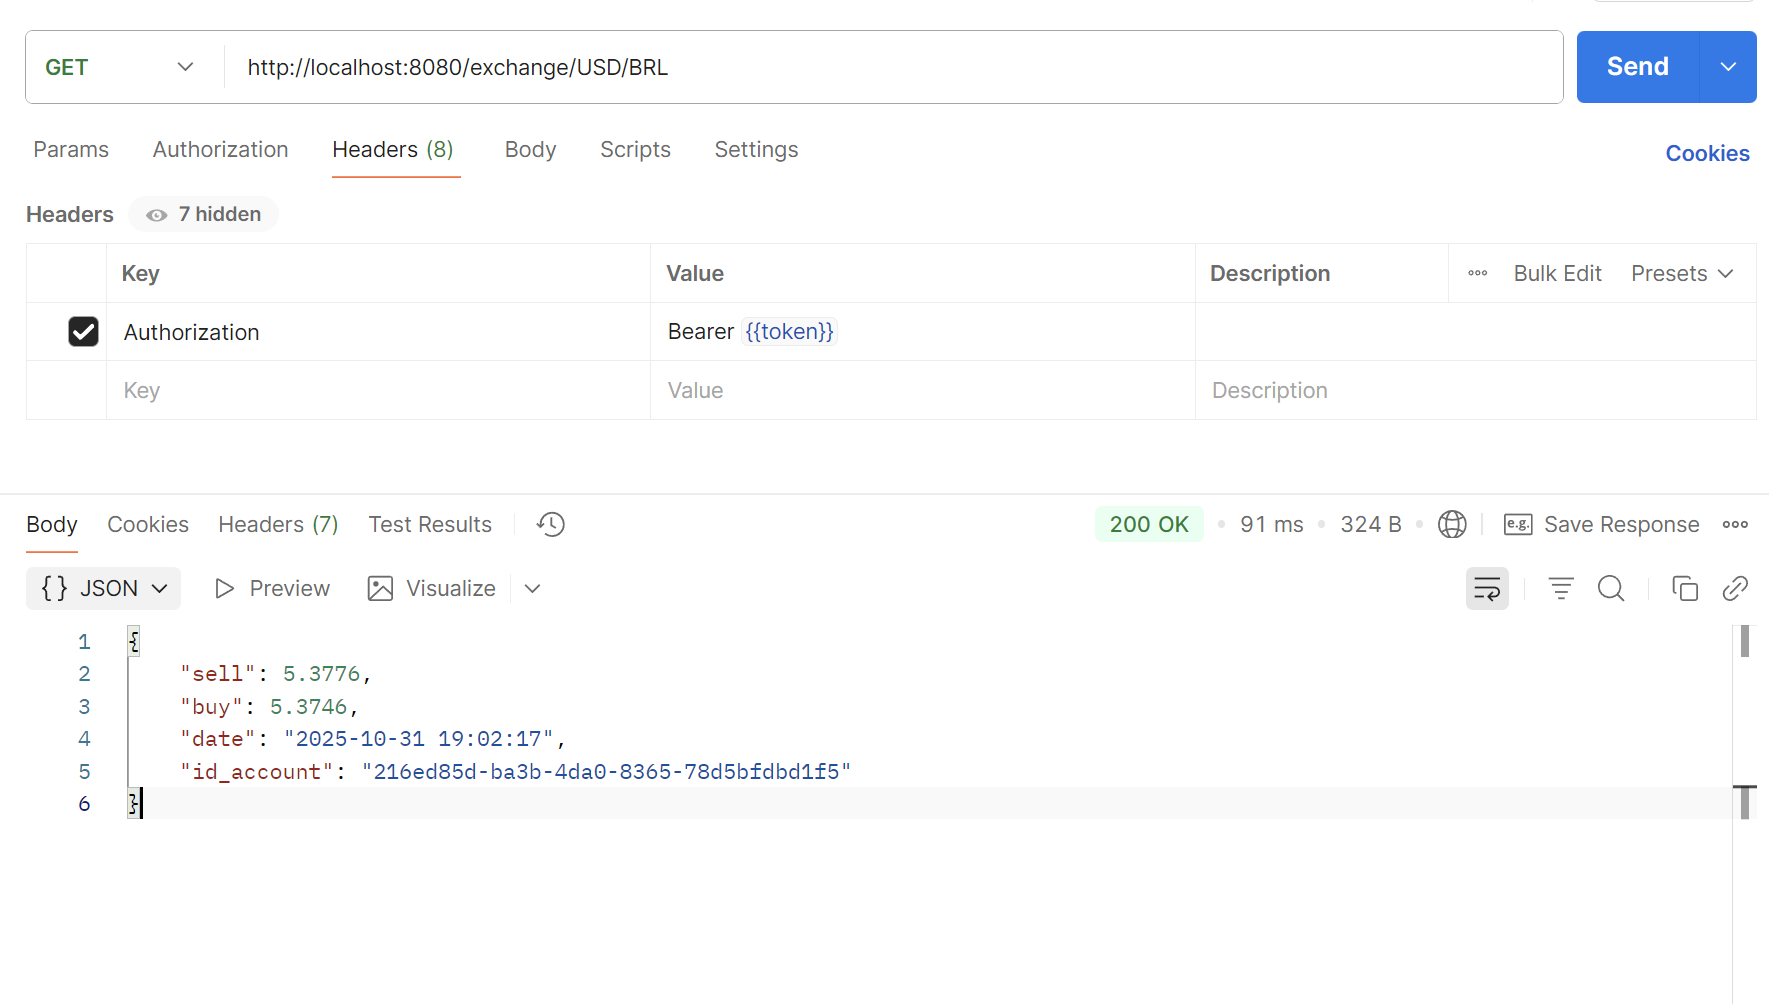 GET http://localhost:8080/exchange/USD/BRL Send
Params Authorization Headers (8) Body Scripts Settings Cookies
Headers 7 hidden
Key Value Description Bulk Edit Presets
Authorization Bearer {{token}}
Key Value Description
Body Cookies Headers (7) Test Results 200 OK 91 ms 324 B e.g. Save Response
{} JSON Preview Visualize
1 {
2 "sell": 5.3776,
3 "buy": 5.3746,
4 "date": "2025-10-31 19:02:17",
5 "id_account": "216ed85d-ba3b-4da0-8365-78d5bfdbd1f5"
6 }